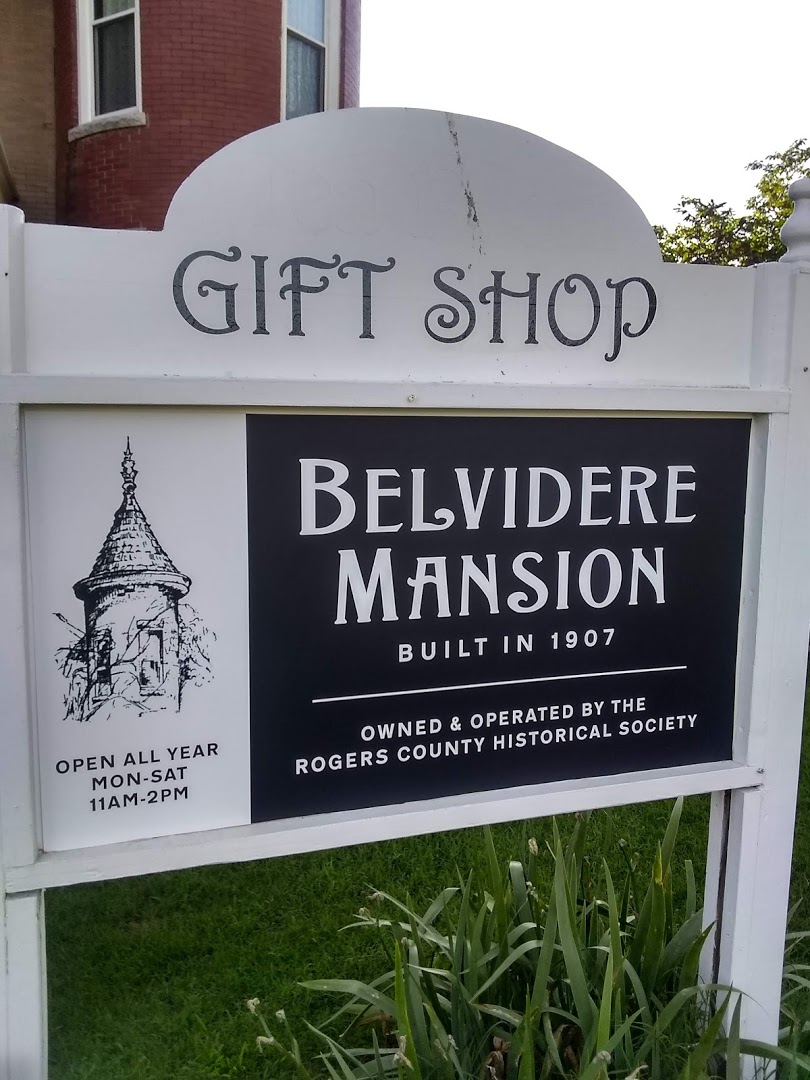 GIFT SHOP
BELVIDERE
MANSION
BUILT IN 1907
OWNED & OPERATED BY THE
ROGERS COUNTY HISTORICAL SOCIETY
OPEN ALL YEAR
MON-SAT
11AM-2PM